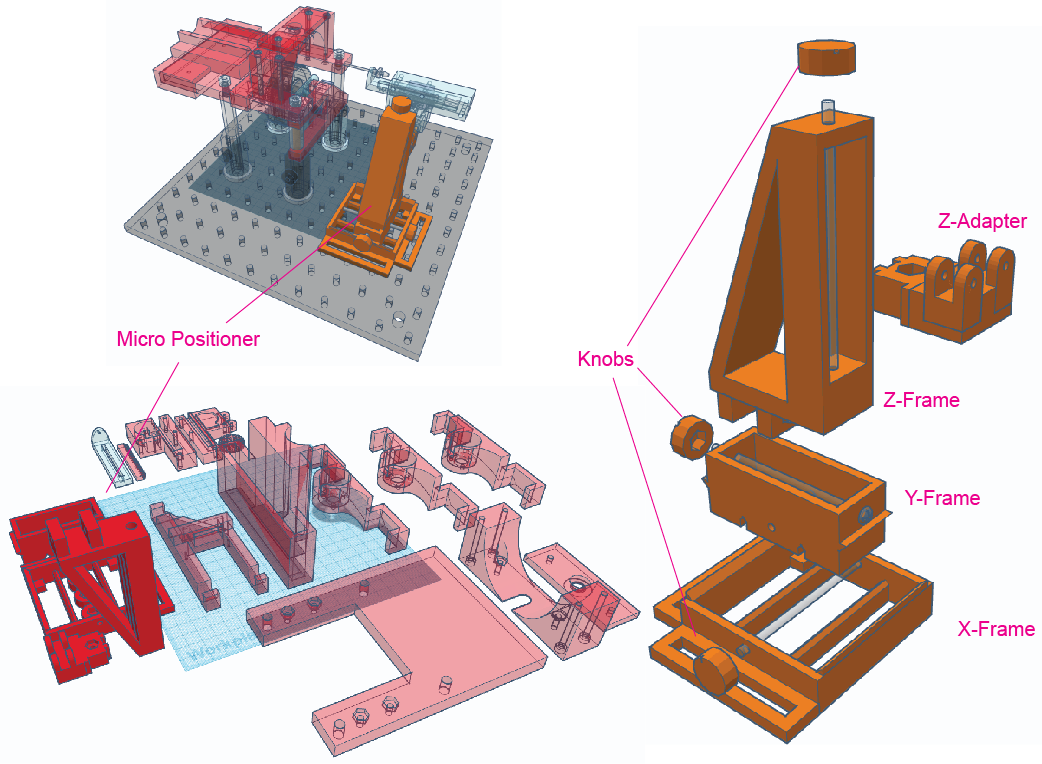 Z-Adapter
Micro Positioner
Knobs
Z-Frame
Y-Frame
X-Frame